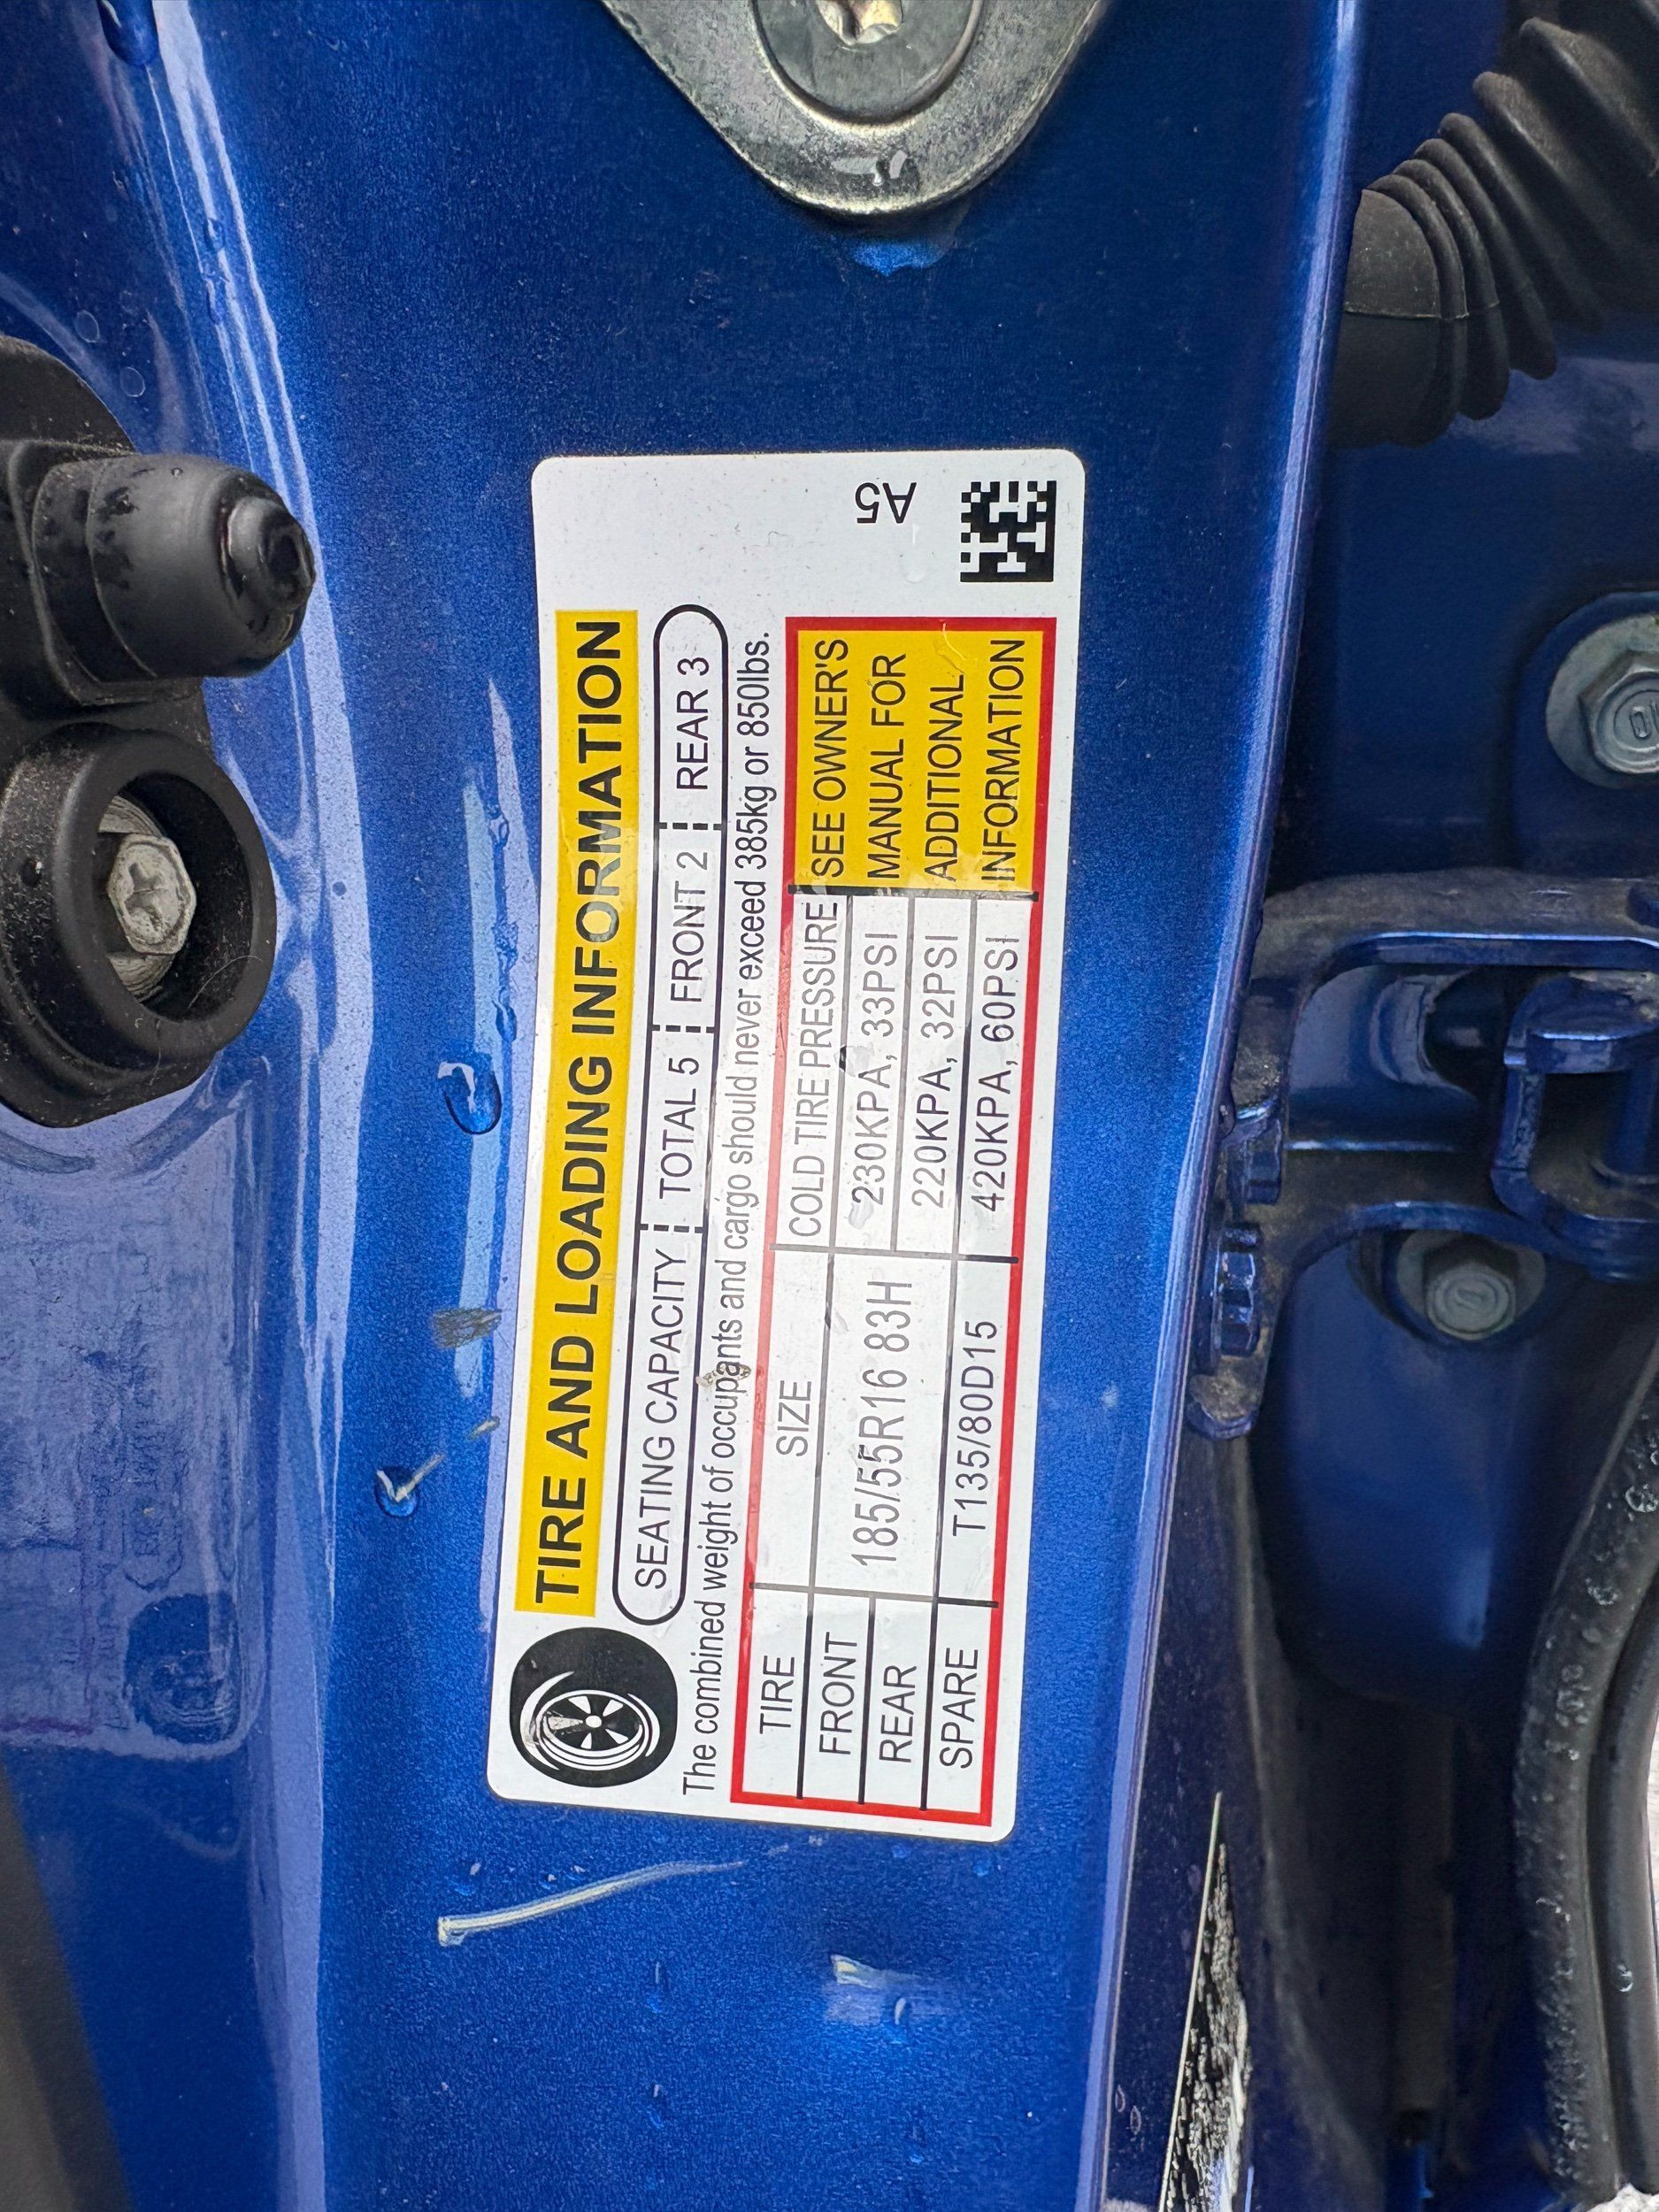 TIRE AND LOADING INFORMATION
SEATING CAPACITY TOTAL 5 FRONT 2 REAR 3
The combined weight of occupants and cargo should never exceed 385kg or 850lbs.
TIRE SIZE COLD TIRE PRESSURE
FRONT 185/55R16 83H 230KPA, 33PSI
REAR 220KPA, 32PSI
SPARE T135/80D15 420KPA, 60PSI
SEE OWNER'S
MANUAL FOR
ADDITIONAL
INFORMATION
A5